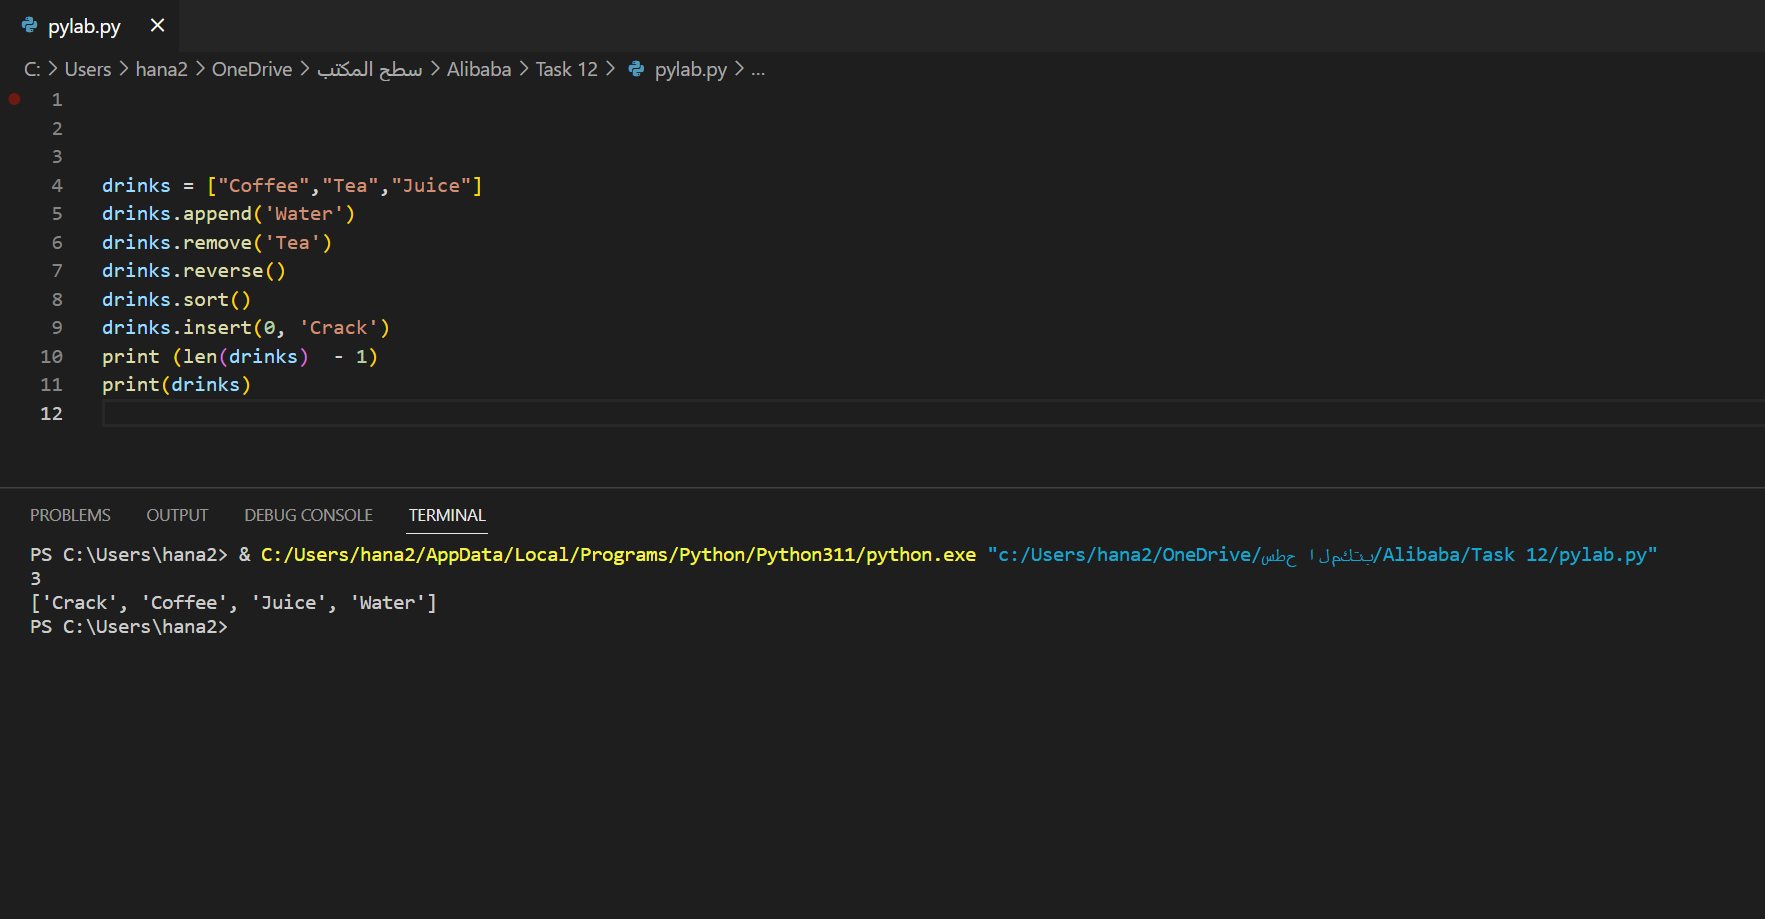 pylab.py
C: > Users > hana2 > OneDrive > سطح المكتب > Alibaba > Task 12 > pylab.py > ...
1
2
3
4 drinks = ["Coffee","Tea","Juice"]
5 drinks.append('Water')
6 drinks.remove('Tea')
7 drinks.reverse()
8 drinks.sort()
9 drinks.insert(0, 'Crack')
10 print (len(drinks)  - 1)
11 print(drinks)
12
PROBLEMS OUTPUT DEBUG CONSOLE TERMINAL
PS C:\Users\hana2> & C:/Users/hana2/AppData/Local/Programs/Python/Python311/python.exe "c:/Users/hana2/OneDrive/سطح المكتب/Alibaba/Task 12/pylab.py"
3
['Crack', 'Coffee', 'Juice', 'Water']
PS C:\Users\hana2>